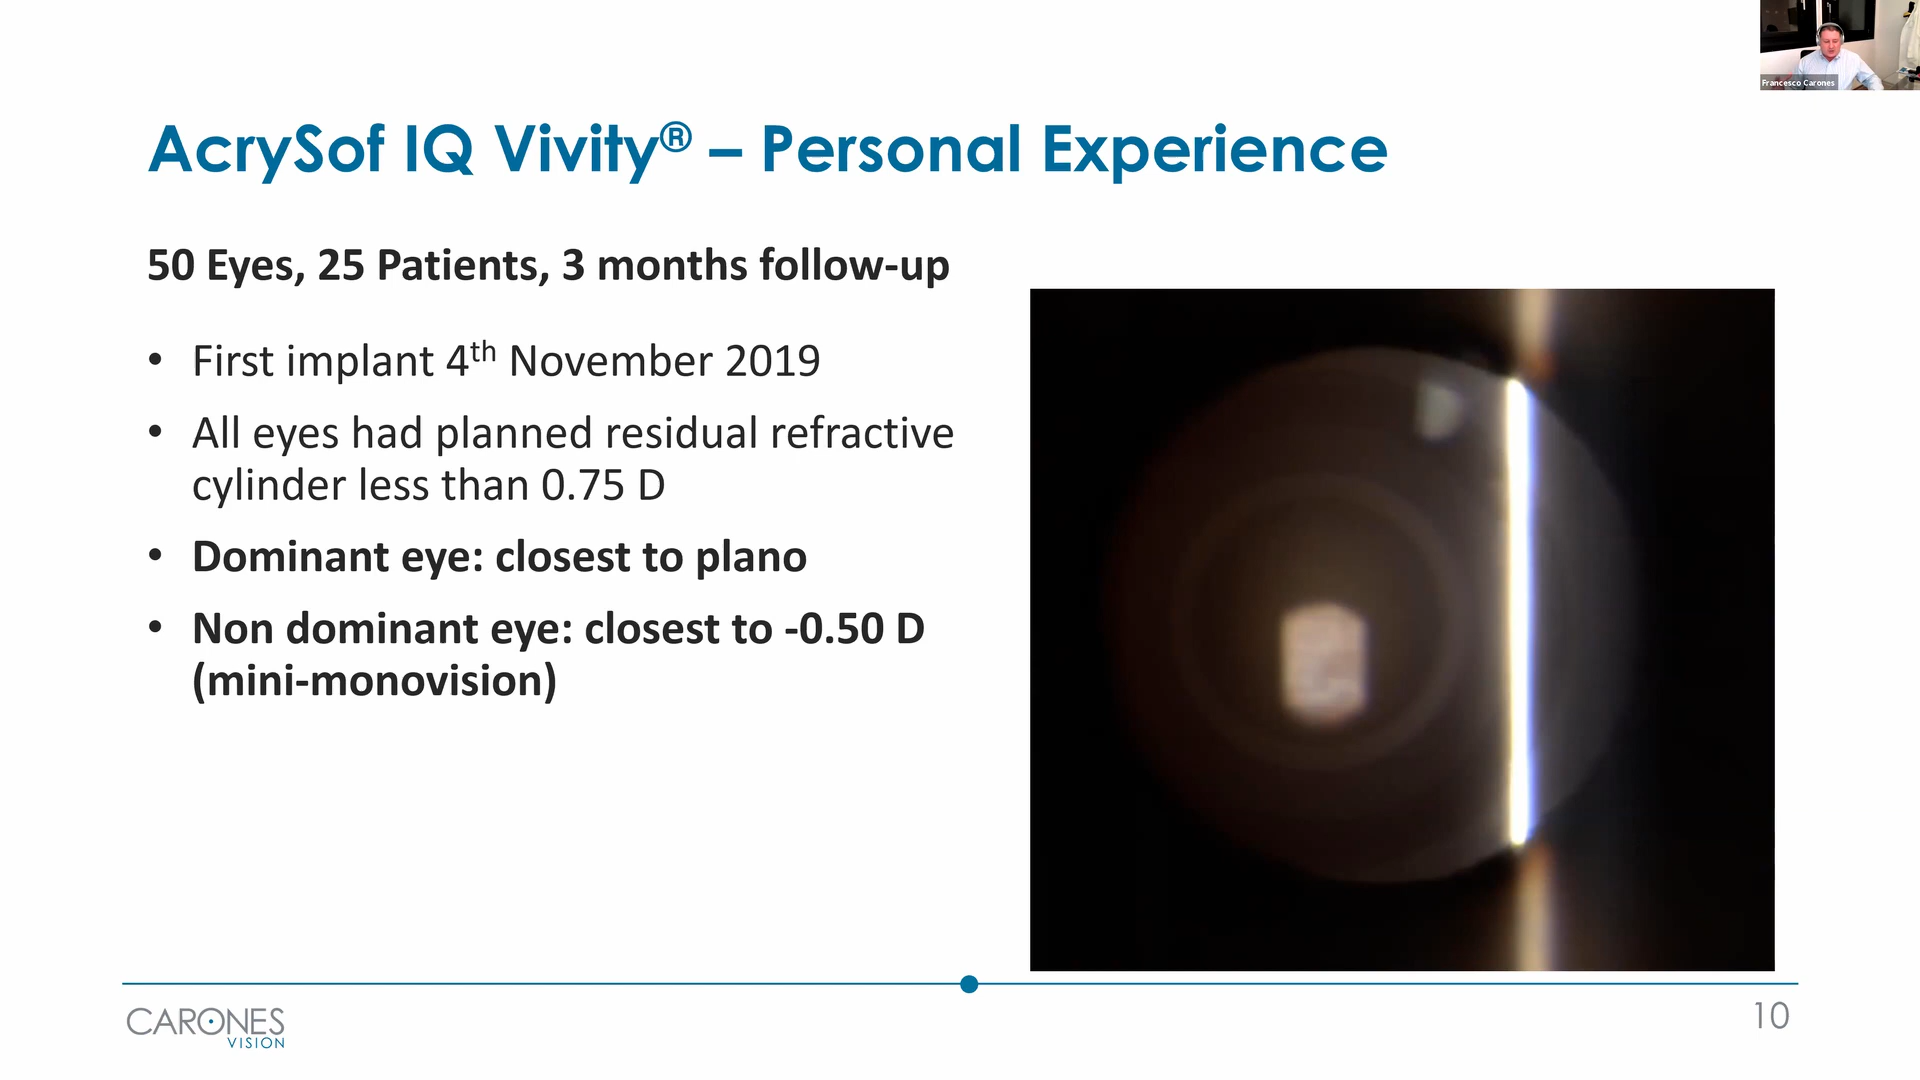 Francesco Carones
AcrySof IQ Vivity® – Personal Experience
50 Eyes, 25 Patients, 3 months follow-up
• First implant 4th November 2019
• All eyes had planned residual refractive
cylinder less than 0.75 D
• Dominant eye: closest to plano
• Non dominant eye: closest to -0.50 D
(mini-monovision)
CARONES
VISION
10